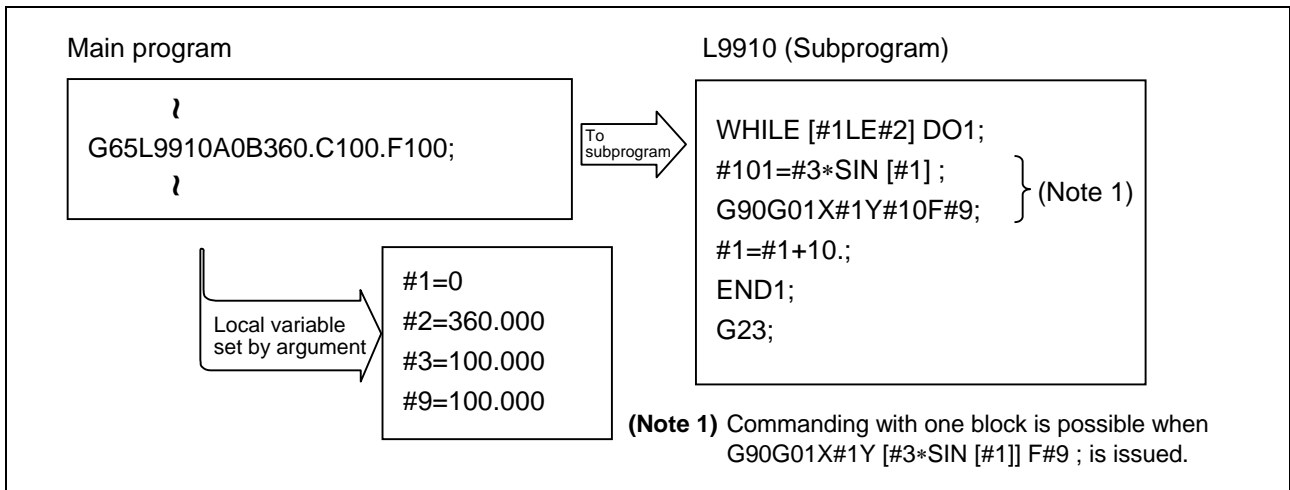 Main program
G65L9910A0B360.C100.F100;
To
subprogram
L9910 (Subprogram)
WHILE [#1LE#2] DO1;
#101=#3∗SIN [#1] ;
G90G01X#1Y#10F#9;
(Note 1)
#1=#1+10.;
END1;
G23;
Local variable
set by argument
#1=0
#2=360.000
#3=100.000
#9=100.000
(Note 1) Commanding with one block is possible when
G90G01X#1Y [#3∗SIN [#1]] F#9 ; is issued.